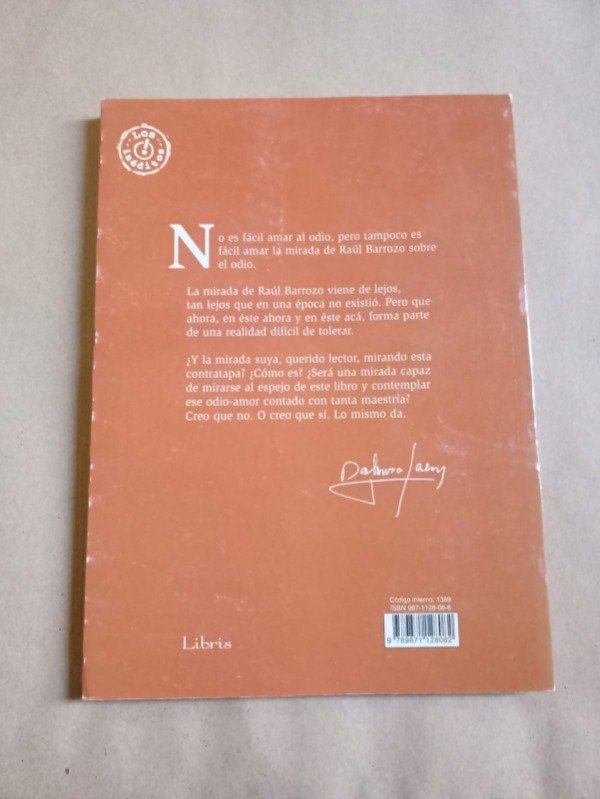 Los
inéditos
No es fácil amar al odio, pero tampoco es
fácil amar la mirada de Raúl Barrozo sobre
el odio.
La mirada de Raúl Barrozo viene de lejos,
tan lejos que en una época no existió. Pero que
ahora, en éste ahora y en éste acá, forma parte
de una realidad difícil de tolerar.
¿Y la mirada suya, querido lector, mirando esta
contratapa? ¿Cómo es? ¿Será una mirada capaz
de mirarse al espejo de este libro y contemplar
ese odio-amor contado con tanta maestría?
Creo que no. O creo que sí. Lo mismo da.
Código interno: 1389
ISBN 987-1128-08-8
9 789871 128082
Libris